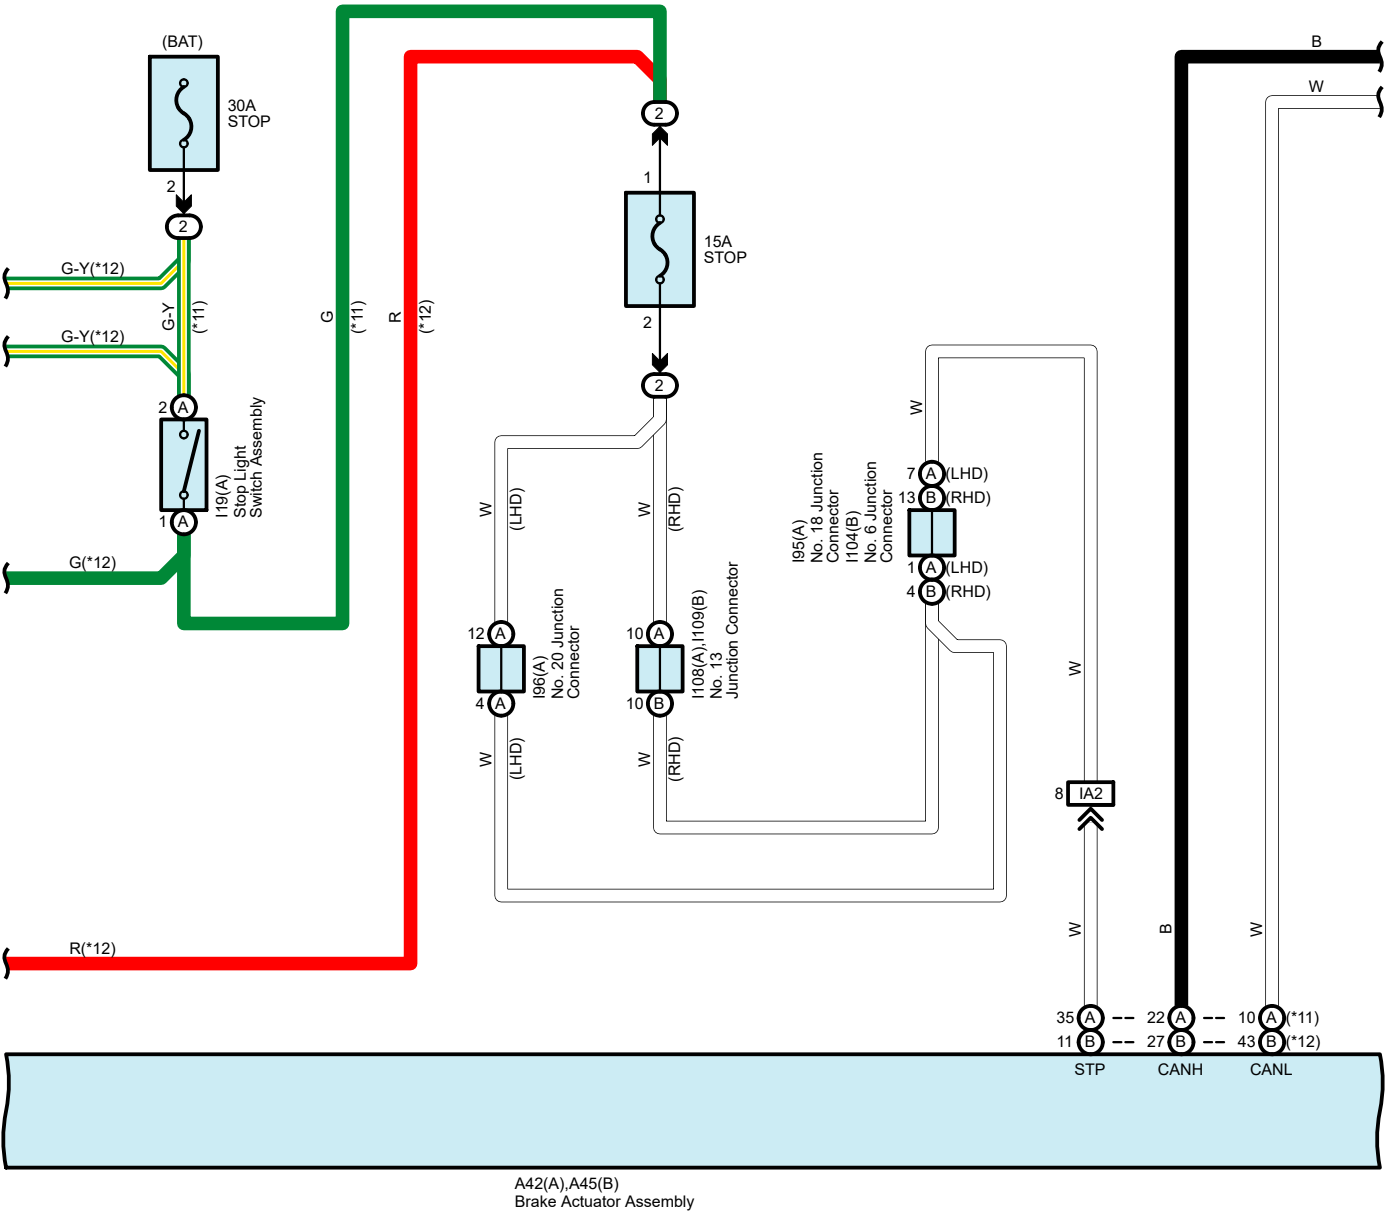 (BAT)
30A
STOP
2
2
G-Y(*12)
G-Y
(*11)
G-Y(*12)
2
A
I19(A)
Stop Light
Switch Assembly
1
A
G(*12)
G
(*11)
R
(*12)
R(*12)
2
1
15A
STOP
2
2
W
(LHD)
W
(RHD)
12
A
I96(A)
No. 20 Junction
Connector
4
A
10
A
I108(A),I109(B)
No. 13
Junction Connector
10
B
W
(LHD)
W
(RHD)
W
7
A
(LHD)
13
B
(RHD)
I95(A)
No. 18 Junction
Connector
I104(B)
No. 6 Junction
Connector
1
A
(LHD)
4
B
(RHD)
W
8
IA2
W
B
W
B
W
35
A
22
A
10
A
(*11)
11
B
27
B
43
B
(*12)
STP
CANH
CANL
A42(A),A45(B)
Brake Actuator Assembly